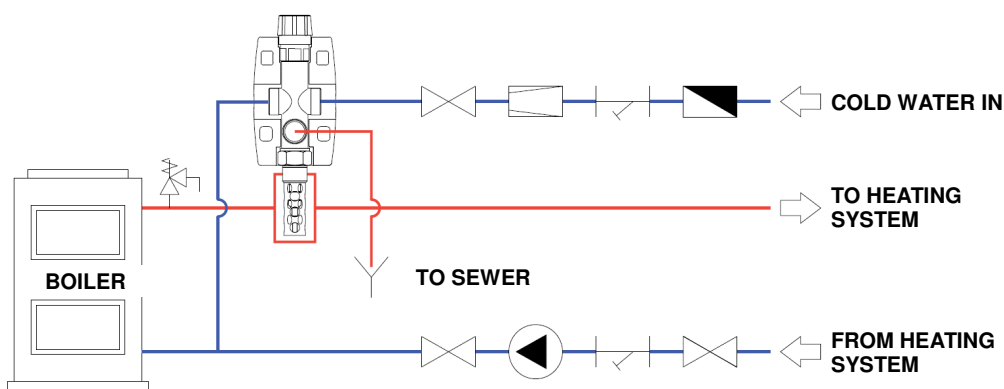 COLD WATER IN
TO HEATING
SYSTEM
BOILER
TO SEWER
FROM HEATING
SYSTEM